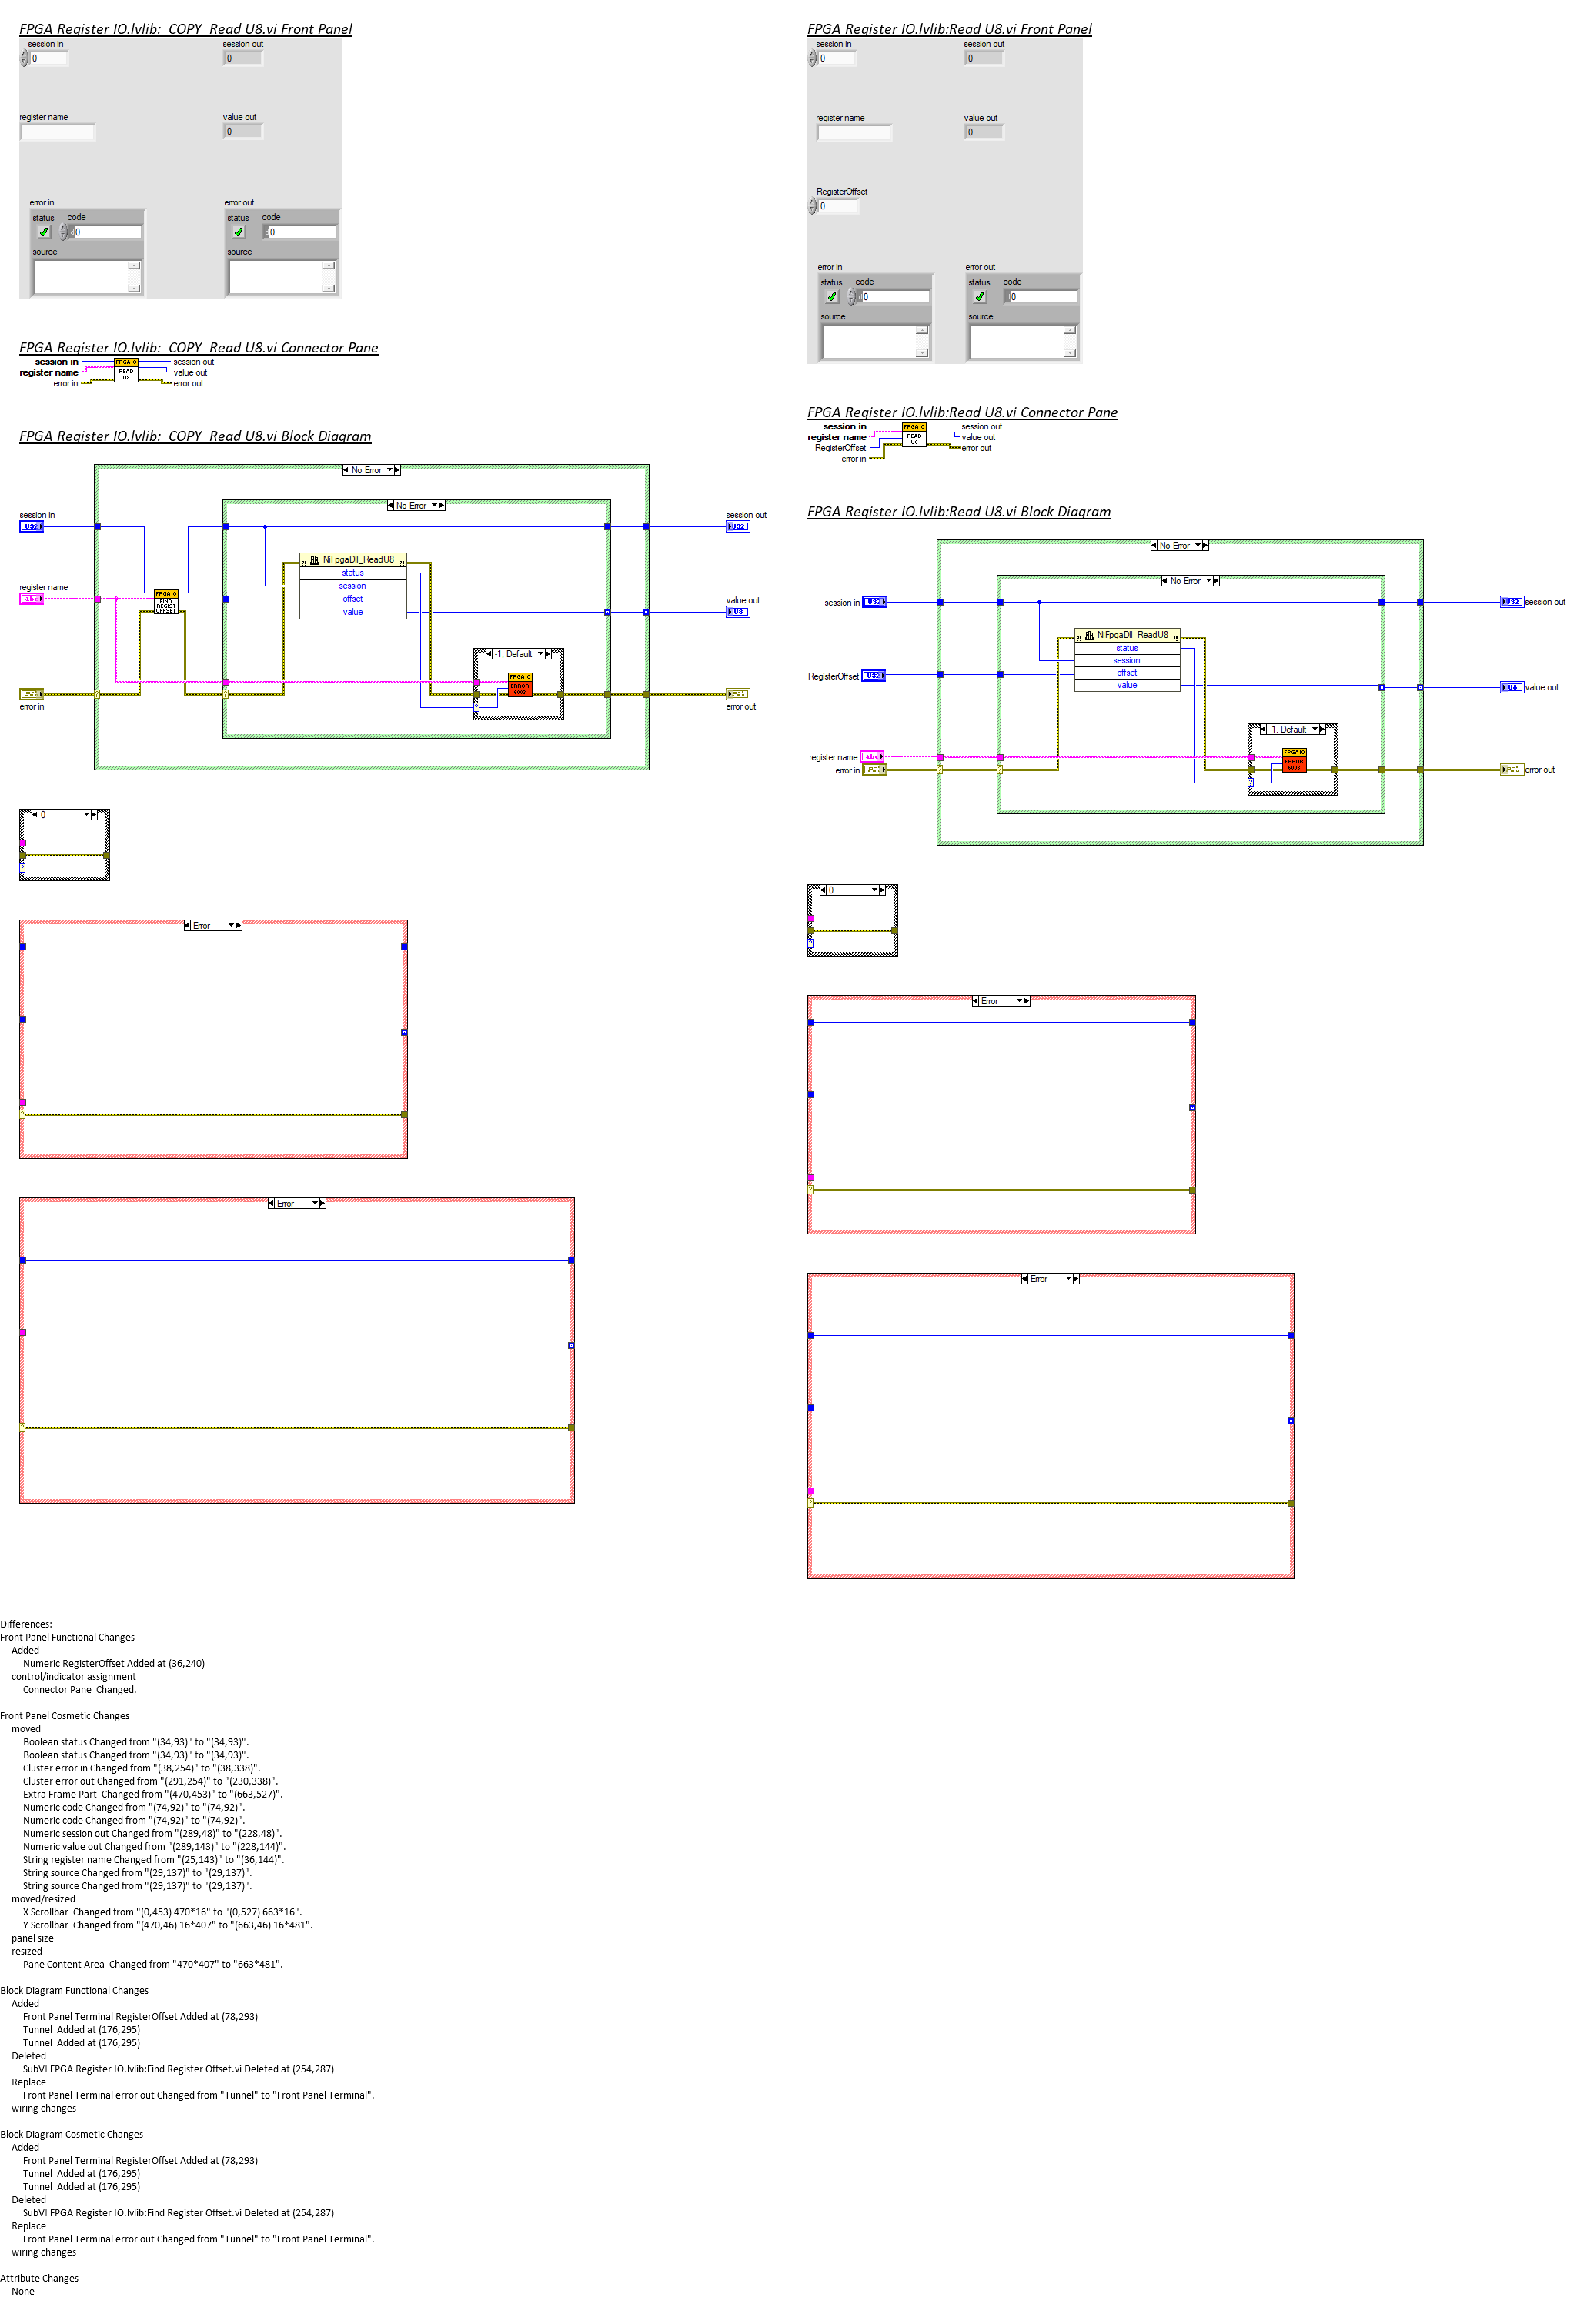 FPGA Register IO.lvlib:  COPY  Read U8.vi Front Panel
session in
session out
0
0
register name
value out
0
error in
error out
status
code
status
code
0
0
source
source
FPGA Register IO.lvlib:  COPY  Read U8.vi Connector Pane
session in
FPGAIO
session out
register name
READ
U8
value out
error in
error out
FPGA Register IO.lvlib:  COPY  Read U8.vi Block Diagram
No Error
No Error
session in
session out
U32
U32
NiFpgaDll_ReadU8
status
session
offset
value
register name
abc
FPGAIO
FIND
REGIST
OFFSET
value out
U8
-1, Default
FPGAIO
ERROR
6003
error in
error out
0
Error
Error
FPGA Register IO.lvlib:Read U8.vi Front Panel
session in
session out
0
0
register name
value out
0
RegisterOffset
0
error in
error out
status
code
status
code
0
0
source
source
FPGA Register IO.lvlib:Read U8.vi Connector Pane
session in
FPGAIO
session out
register name
READ
U8
value out
RegisterOffset
error out
error in
FPGA Register IO.lvlib:Read U8.vi Block Diagram
No Error
No Error
session in
U32
U32
session out
NiFpgaDll_ReadU8
status
session
offset
value
RegisterOffset
U32
U8
value out
-1, Default
register name
abc
FPGAIO
ERROR
6003
error in
error out
0
Error
Error
Differences:
Front Panel Functional Changes
Added
Numeric RegisterOffset Added at (36,240)
control/indicator assignment
Connector Pane  Changed.
Front Panel Cosmetic Changes
moved
Boolean status Changed from "(34,93)" to "(34,93)".
Boolean status Changed from "(34,93)" to "(34,93)".
Cluster error in Changed from "(38,254)" to "(38,338)".
Cluster error out Changed from "(291,254)" to "(230,338)".
Extra Frame Part  Changed from "(470,453)" to "(663,527)".
Numeric code Changed from "(74,92)" to "(74,92)".
Numeric code Changed from "(74,92)" to "(74,92)".
Numeric session out Changed from "(289,48)" to "(228,48)".
Numeric value out Changed from "(289,143)" to "(228,144)".
String register name Changed from "(25,143)" to "(36,144)".
String source Changed from "(29,137)" to "(29,137)".
String source Changed from "(29,137)" to "(29,137)".
moved/resized
X Scrollbar  Changed from "(0,453) 470*16" to "(0,527) 663*16".
Y Scrollbar  Changed from "(470,46) 16*407" to "(663,46) 16*481".
panel size
resized
Pane Content Area  Changed from "470*407" to "663*481".
Block Diagram Functional Changes
Added
Front Panel Terminal RegisterOffset Added at (78,293)
Tunnel  Added at (176,295)
Tunnel  Added at (176,295)
Deleted
SubVI FPGA Register IO.lvlib:Find Register Offset.vi Deleted at (254,287)
Replace
Front Panel Terminal error out Changed from "Tunnel" to "Front Panel Terminal".
wiring changes
Block Diagram Cosmetic Changes
Added
Front Panel Terminal RegisterOffset Added at (78,293)
Tunnel  Added at (176,295)
Tunnel  Added at (176,295)
Deleted
SubVI FPGA Register IO.lvlib:Find Register Offset.vi Deleted at (254,287)
Replace
Front Panel Terminal error out Changed from "Tunnel" to "Front Panel Terminal".
wiring changes
Attribute Changes
None